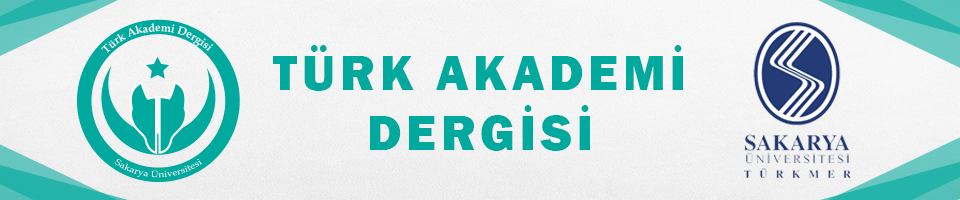 Türk Akademi Dergisi
Sakarya Üniversitesi
TÜRK AKADEMİ
DERGİSİ
SAKARYA
ÜNİVERSİTESİ
TÜRKMER